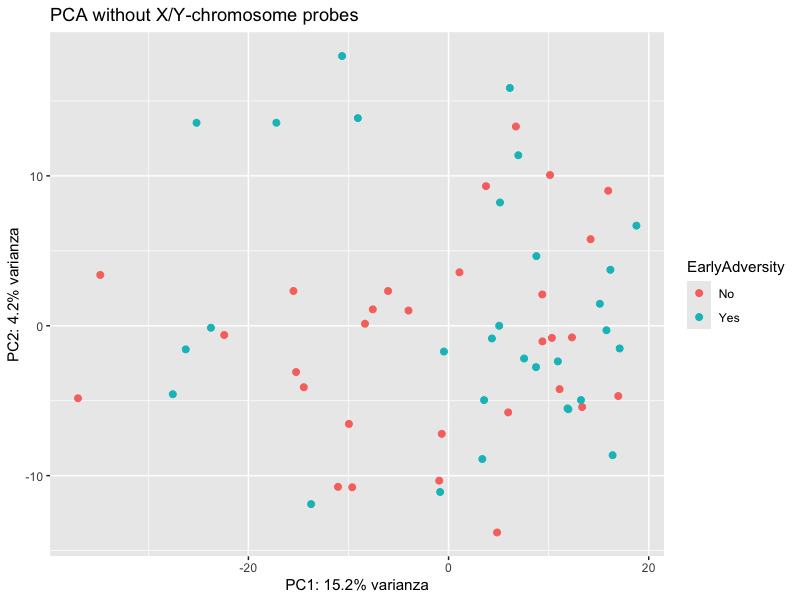 PCA without X/Y-chromosome probes
PC2: 4.2% varianza
10
0
-10
-20
0
20
PC1: 15.2% varianza
EarlyAdversity
No
Yes